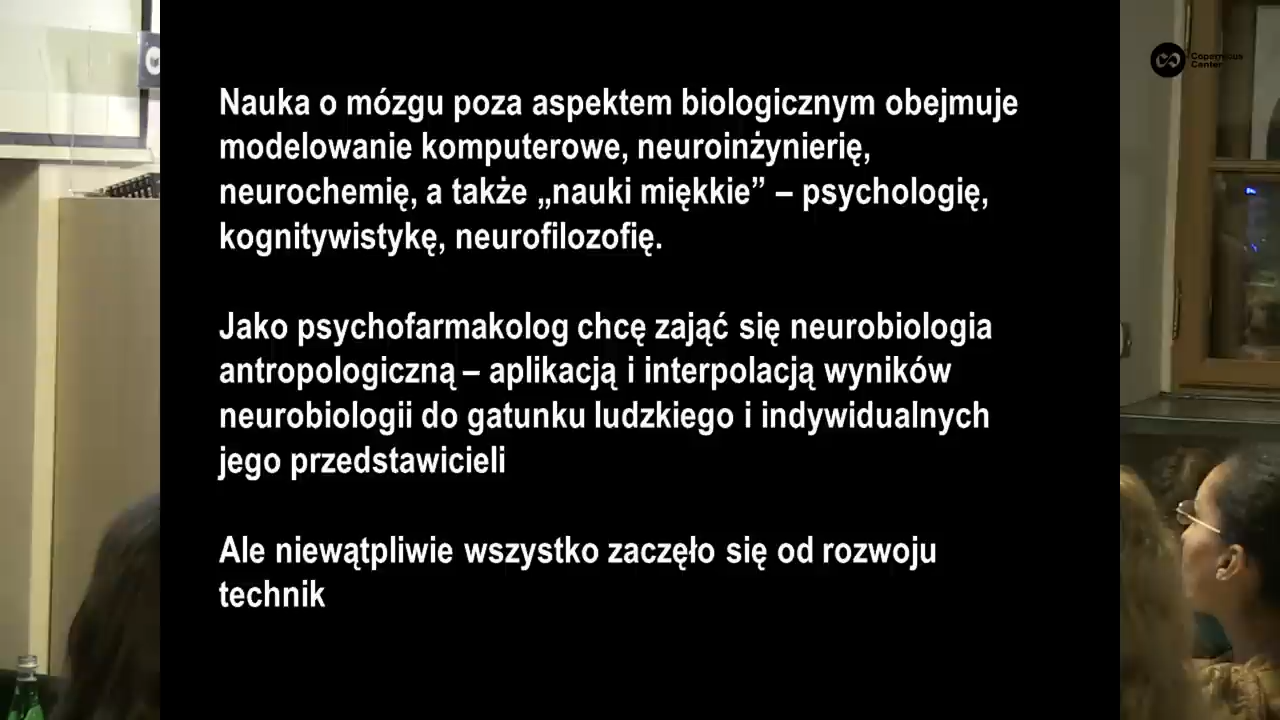 Copernicus
Center
Nauka o mózgu poza aspektem biologicznym obejmuje
modelowanie komputerowe, neuroinżynierię,
neurochemię, a także „nauki miękkie” – psychologię,
kognitywistykę, neurofilozofię.
Jako psychofarmakolog chcę zająć się neurobiologia
antropologiczną – aplikacją i interpolacją wyników
neurobiologii do gatunku ludzkiego i indywidualnych
jego przedstawicieli
Ale niewątpliwie wszystko zaczęło się od rozwoju
technik